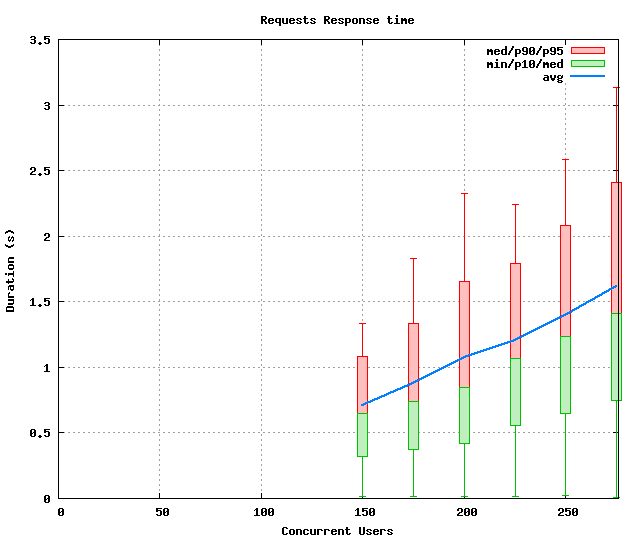 Requests Response time
med/p90/p95
min/p10/med
avg
3.5
3
2.5
2
1.5
1
0.5
0
0 50 100 150 200 250
Duration (s)
Concurrent Users